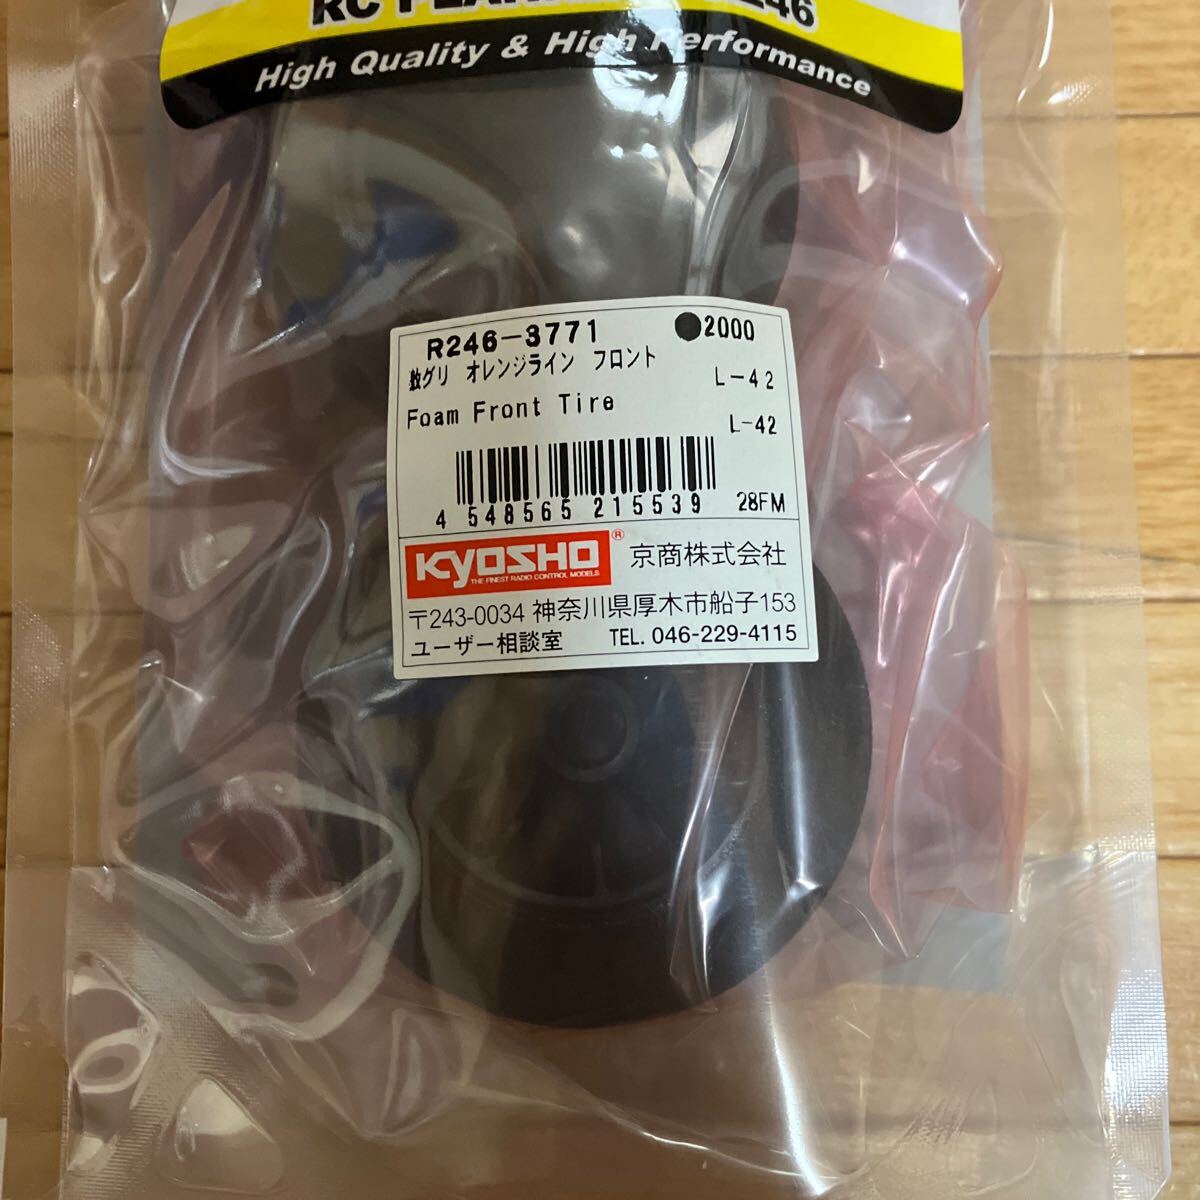 RC 246
High Quality & High Performance
R246-3771 ●2000
グリ オレンジライン フロント L-42
Foam Front Tire L-42
4 548565 215539 28FM
KYOSHO® 京商株式会社
THE FINEST RADIO CONTROL MODELS
〒243-0034 神奈川県厚木市船子153
ユーザー相談室 TEL. 046-229-4115